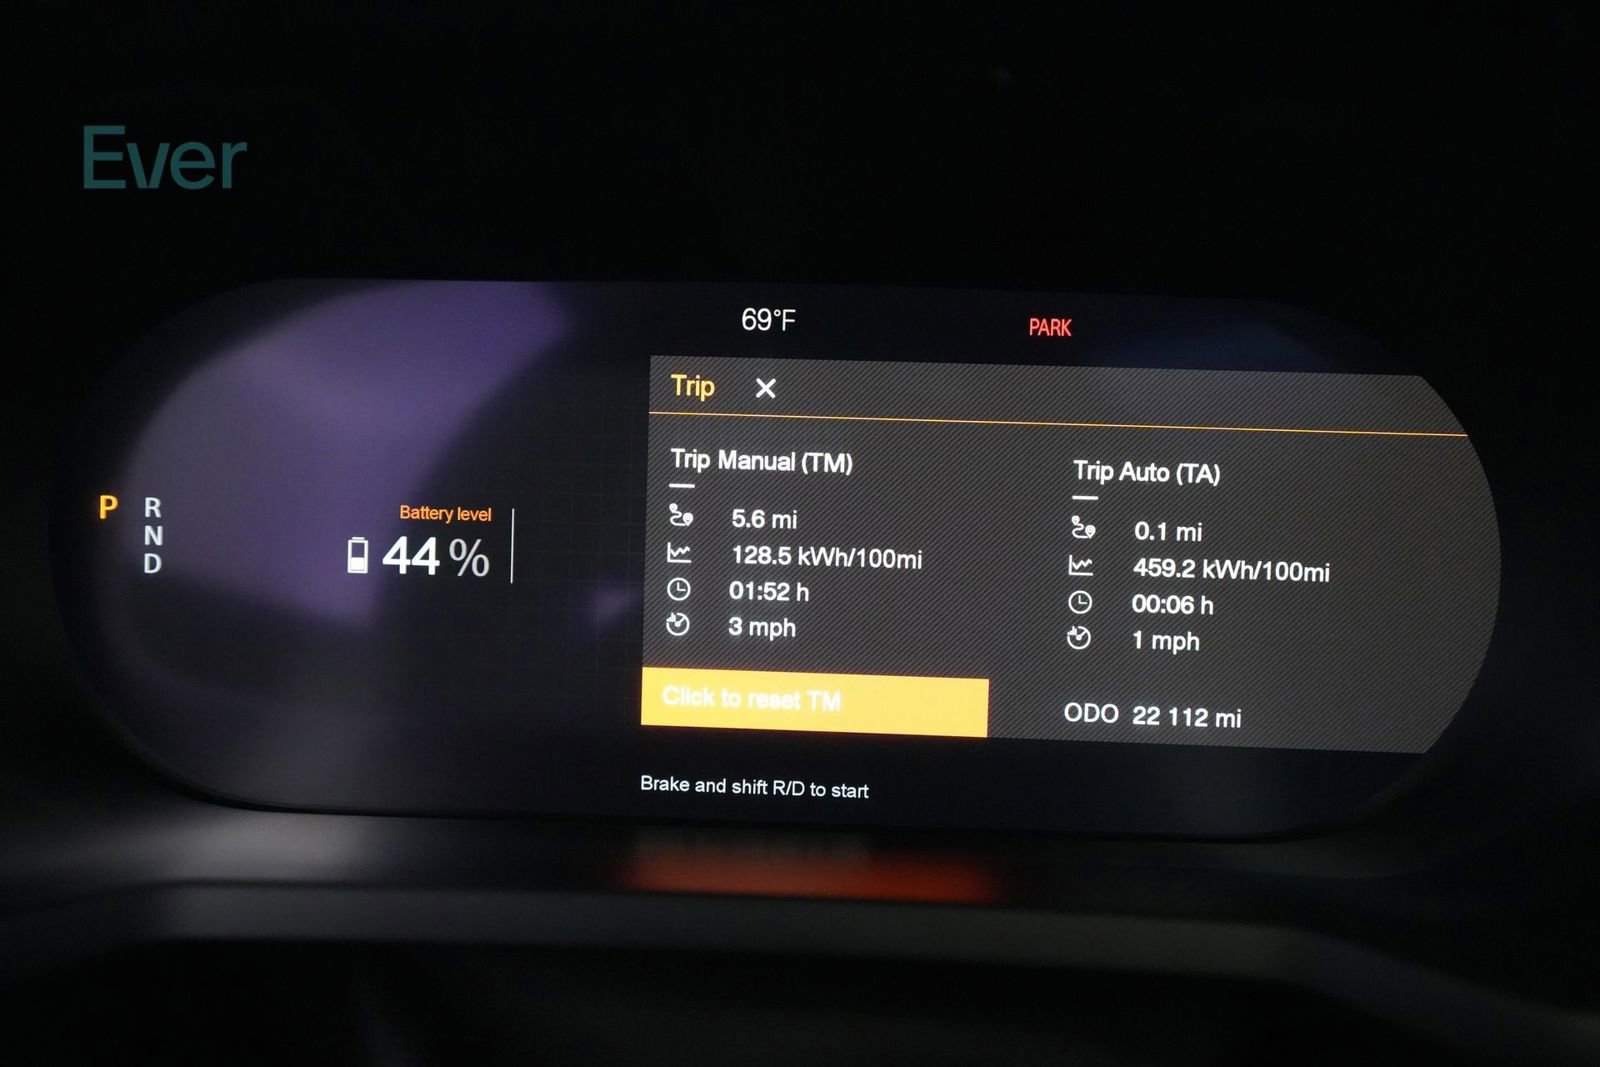 Ever
69°F
PARK
Trip
Trip Manual (TM)
5.6 mi
128.5 kWh/100mi
01:52 h
3 mph
Click to reset TM
Trip Auto (TA)
0.1 mi
459.2 kWh/100mi
00:06 h
1 mph
ODO 22 112 mi
P
R
N
D
Battery level
44%
Brake and shift R/D to start